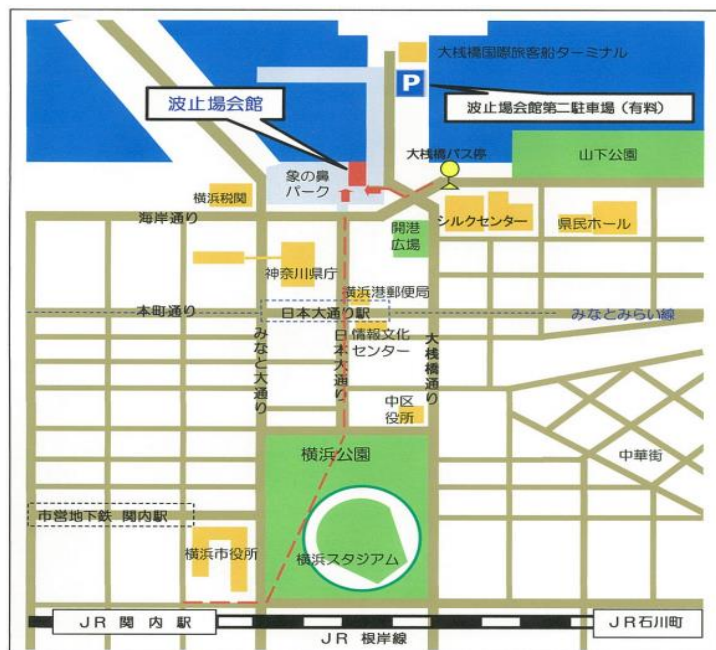 大桟橋国際旅客船ターミナル
P
波止場会館
波止場会館第二駐車場(有料)
大桟橋バス停
山下公園
象の鼻
パーク
横浜税関
海岸通り
シルクセンター
県民ホール
開港
広場
神奈川県庁
横浜港郵便局
本町通り
日本大通り駅
みなとみらい線
情報文化
センター
みなと大通り
日本大通り
大桟橋通り
中区
役所
横浜公園
中華街
市営地下鉄 関内駅
横浜市役所
横浜スタジアム
JR 関内駅
JR 根岸線
JR石川町